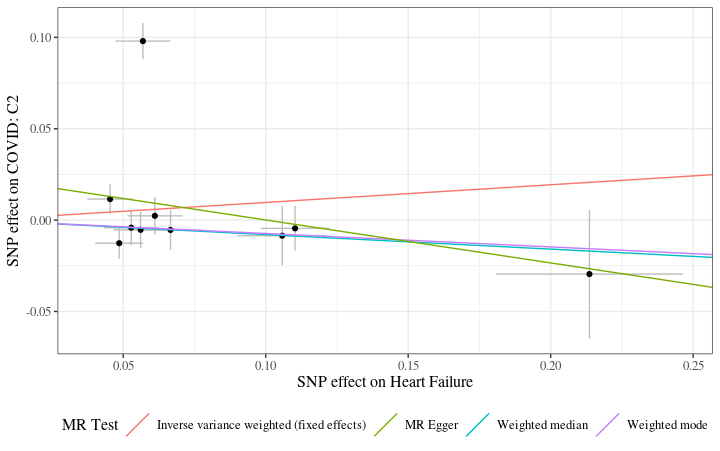 0.10
0.05
0.00
-0.05
SNP effect on COVID: C2
0.05 0.10 0.15 0.20 0.25
SNP effect on Heart Failure
MR Test Inverse variance weighted (fixed effects) MR Egger Weighted median Weighted mode